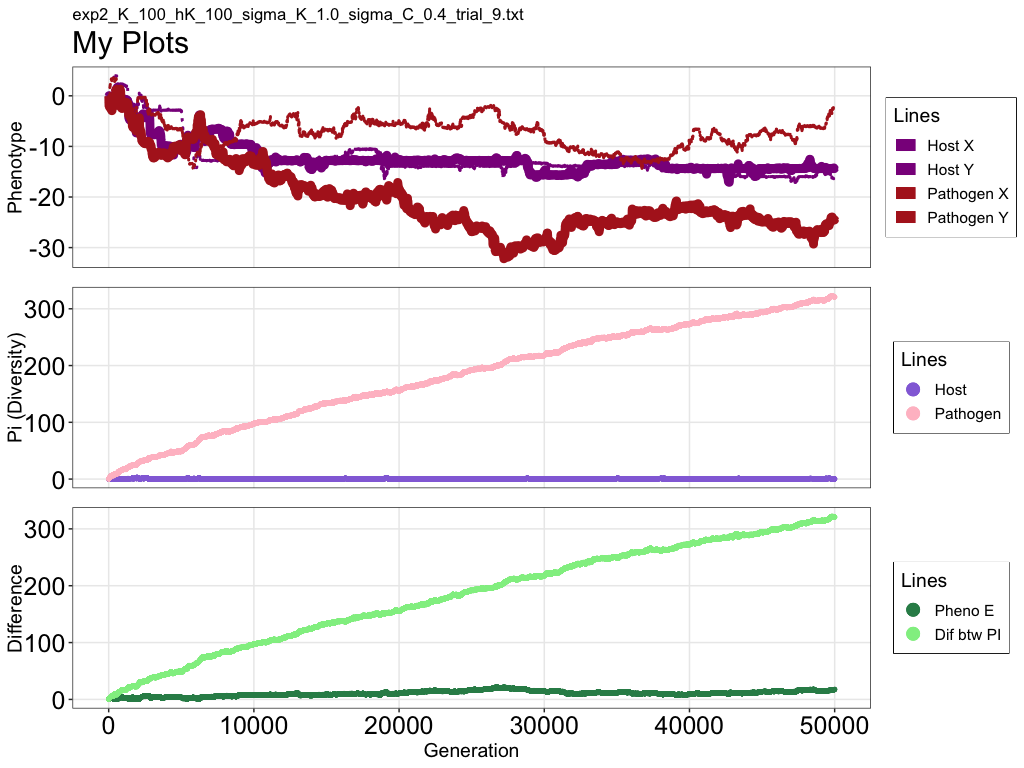 exp2_K_100_hK_100_sigma_K_1.0_sigma_C_0.4_trial_9.txt
My Plots
Phenotype
0
-10
-20
-30
Lines
Host X
Host Y
Pathogen X
Pathogen Y
Pi (Diversity)
300
200
100
0
Lines
Host
Pathogen
Difference
300
200
100
0
Lines
Pheno E
Dif btw PI
0 10000 20000 30000 40000 50000
Generation